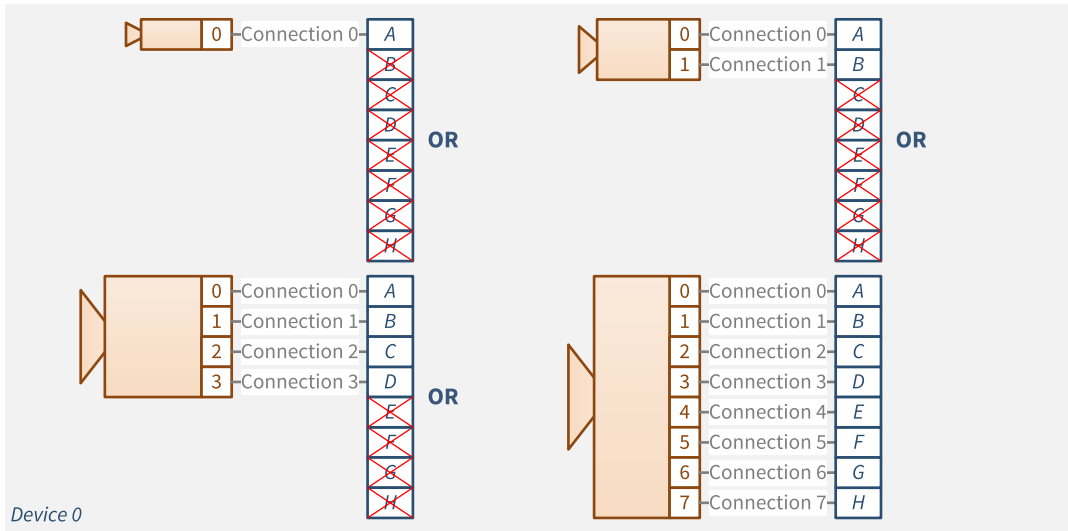 0 Connection 0 A
B
C
D
E
F
G
H
OR
0 Connection 0 A
1 Connection 1 B
C
D
E
F
G
H
OR
0 Connection 0 A
1 Connection 1 B
2 Connection 2 C
3 Connection 3 D
E
F
G
H
OR
0 Connection 0 A
1 Connection 1 B
2 Connection 2 C
3 Connection 3 D
4 Connection 4 E
5 Connection 5 F
6 Connection 6 G
7 Connection 7 H
Device 0